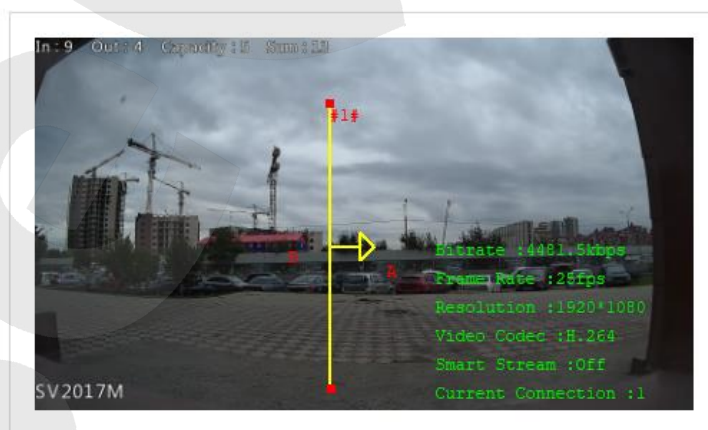 In:9 Out:4 Capacity:5 Sum:13
#1#
Bitrate :4481.5kbps
A
Frame Rate :25fps
Resolution :1920*1080
Video Codec :H.264
Smart Stream :Off
SV2017M
Current Connection :1